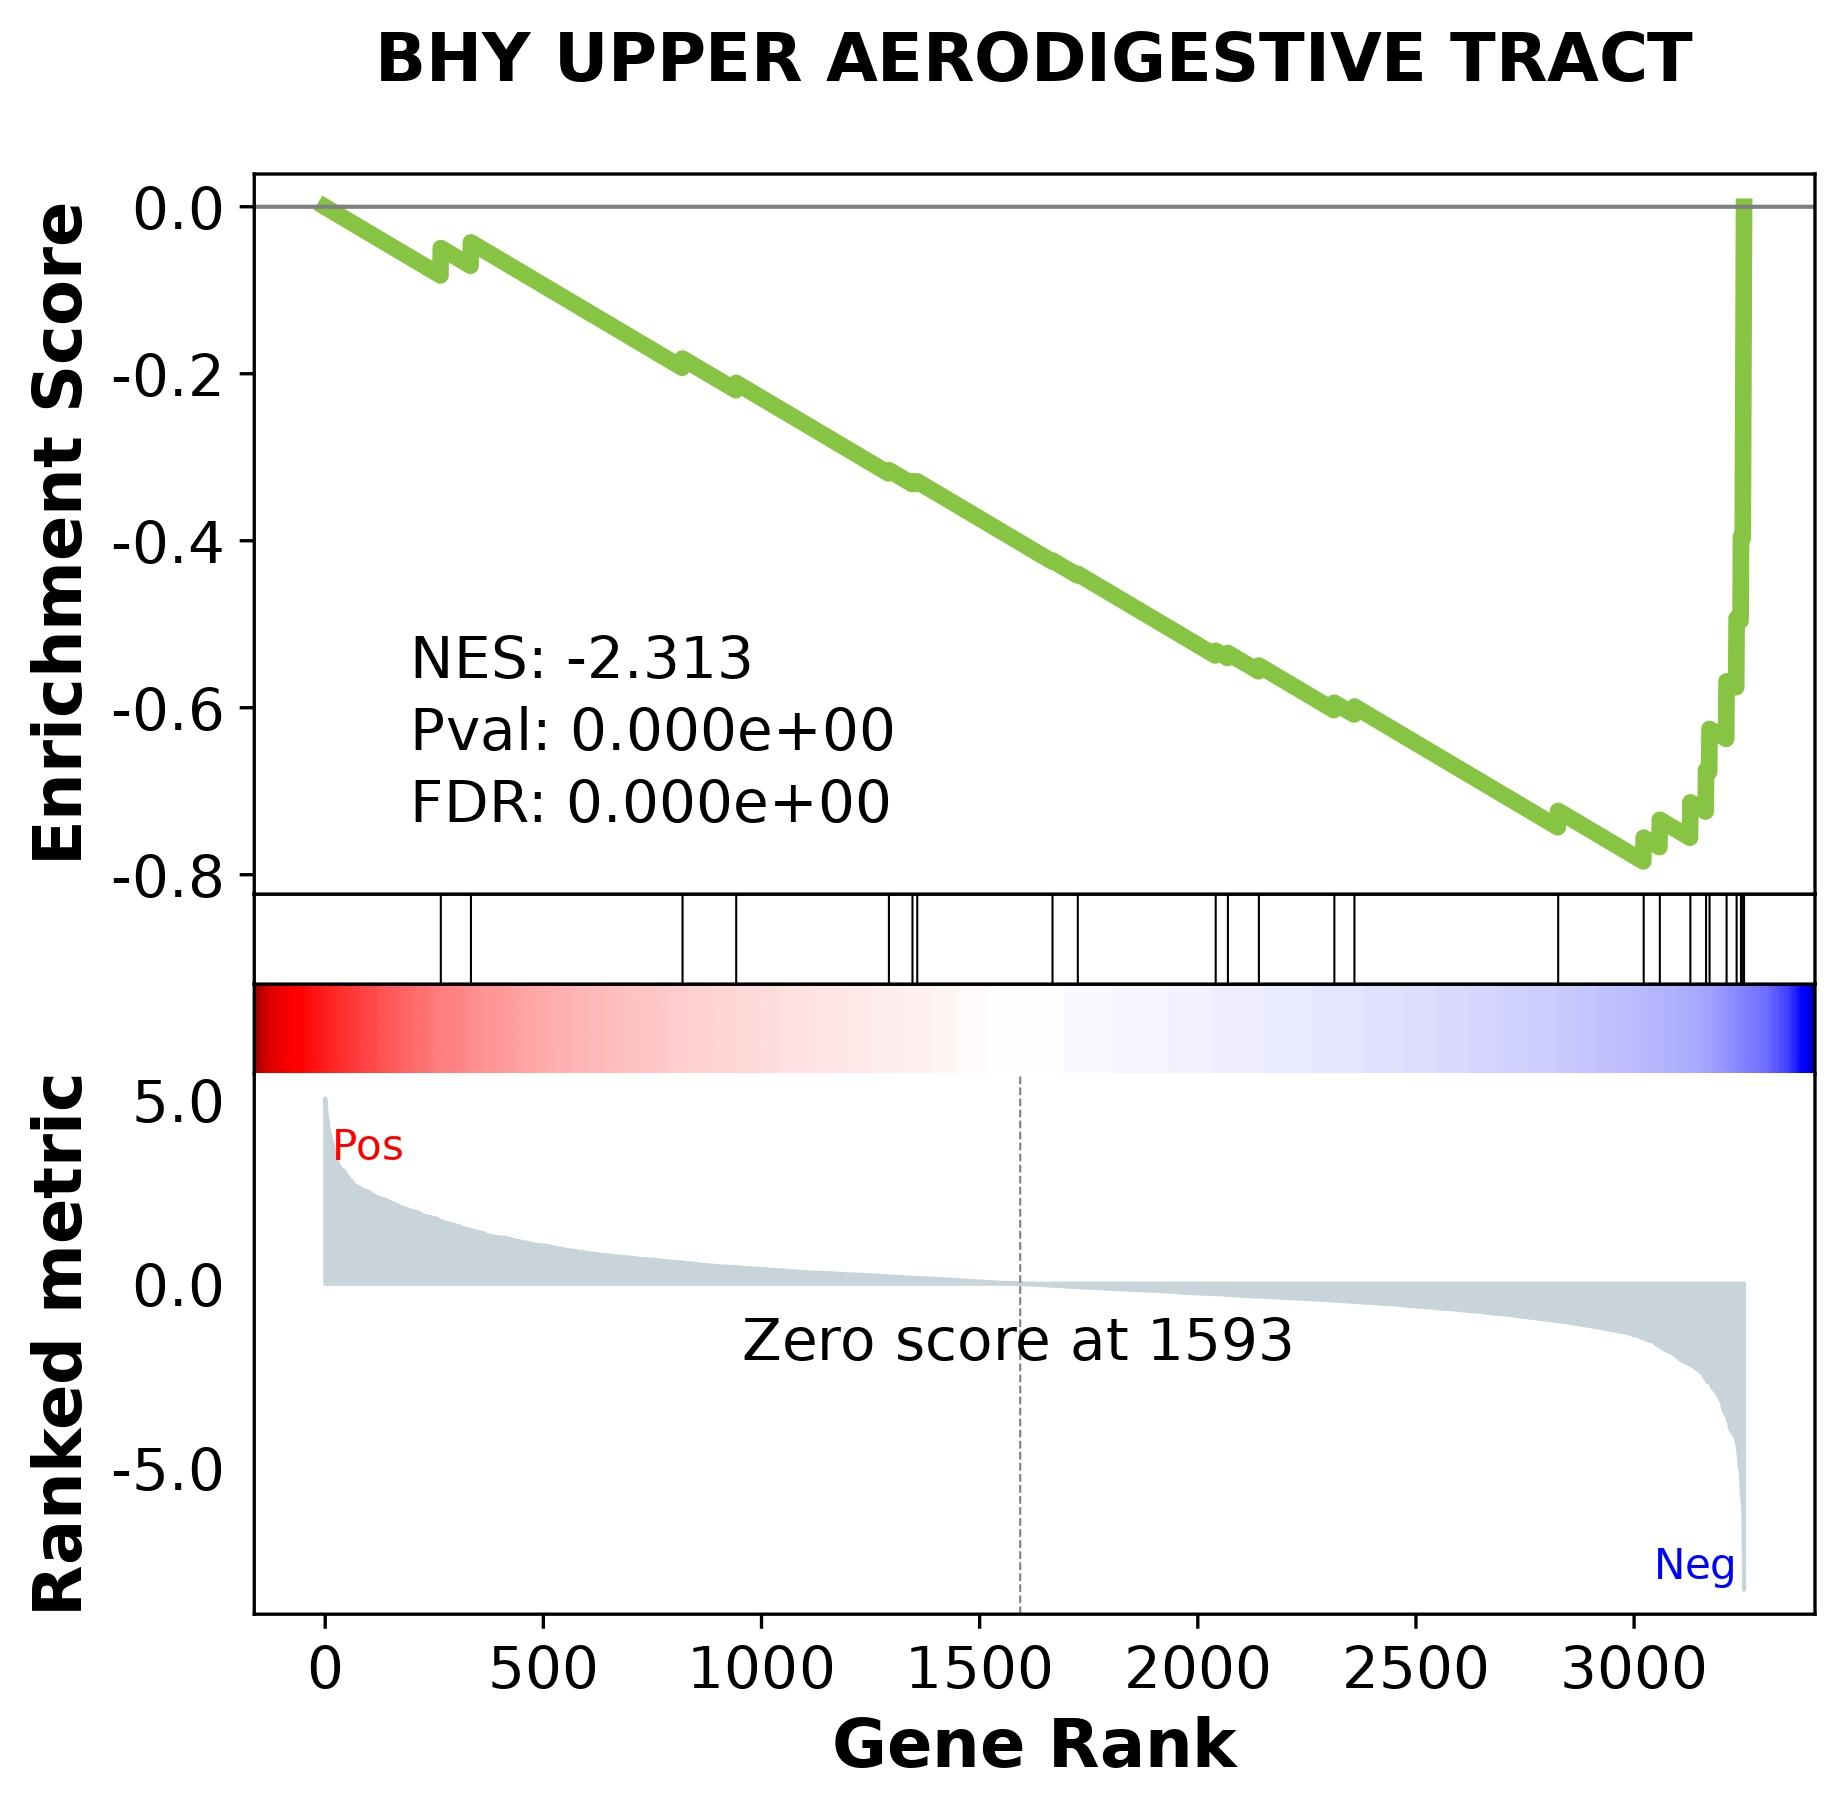 BHY UPPER AERODIGESTIVE TRACT
Enrichment Score
0.0
-0.2
-0.4
-0.6
-0.8
NES: -2.313
Pval: 0.000e+00
FDR: 0.000e+00
Ranked metric
5.0
0.0
-5.0
Pos
Zero score at 1593
Neg
0 500 1000 1500 2000 2500 3000
Gene Rank